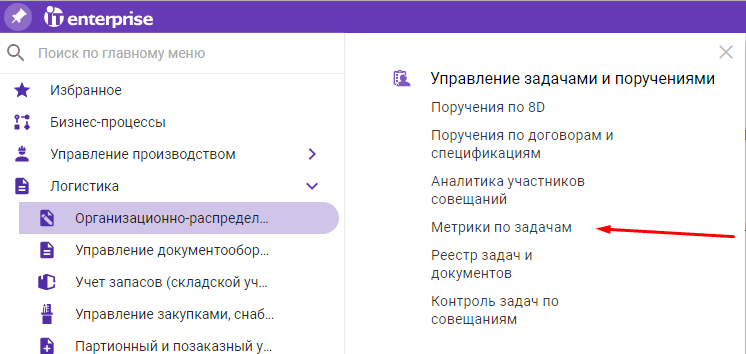 it enterprise
Поиск по главному меню
Избранное
Бизнес-процессы
Управление производством
Логистика
Организационно-распредел...
Управление документообор...
Учет запасов (складской уч...
Управление закупками, снаб...
Партионный и позаказный у...
Управление задачами и поручениями
Поручения по 8D
Поручения по договорам и
спецификациям
Аналитика участников
совещаний
Метрики по задачам
Реестр задач и
документов
Контроль задач по
совещаниям